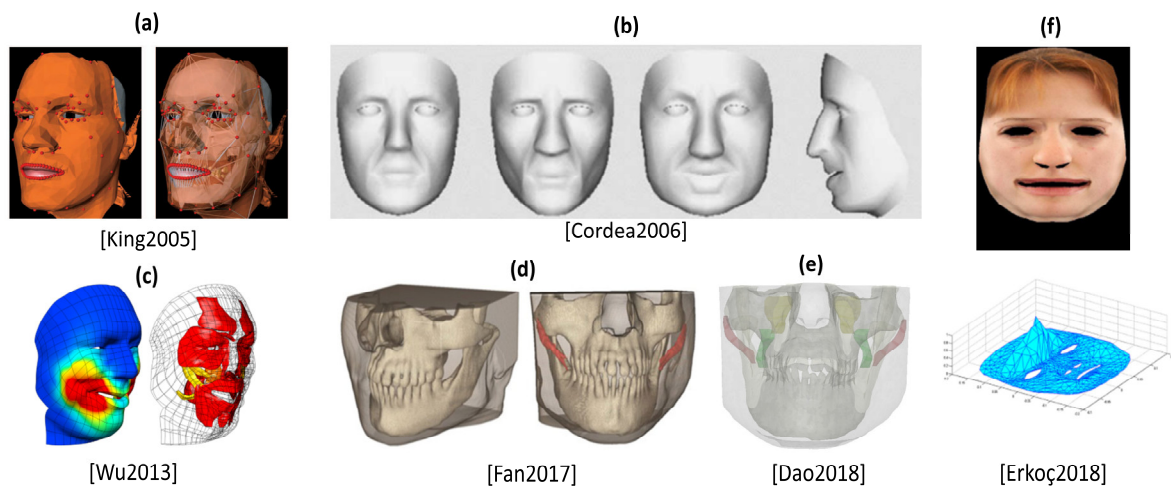 (a)
(b)
(f)
[King2005]
[Cordea2006]
(c)
(d)
(e)
[Wu2013]
[Fan2017]
[Dao2018]
[Erkoç2018]